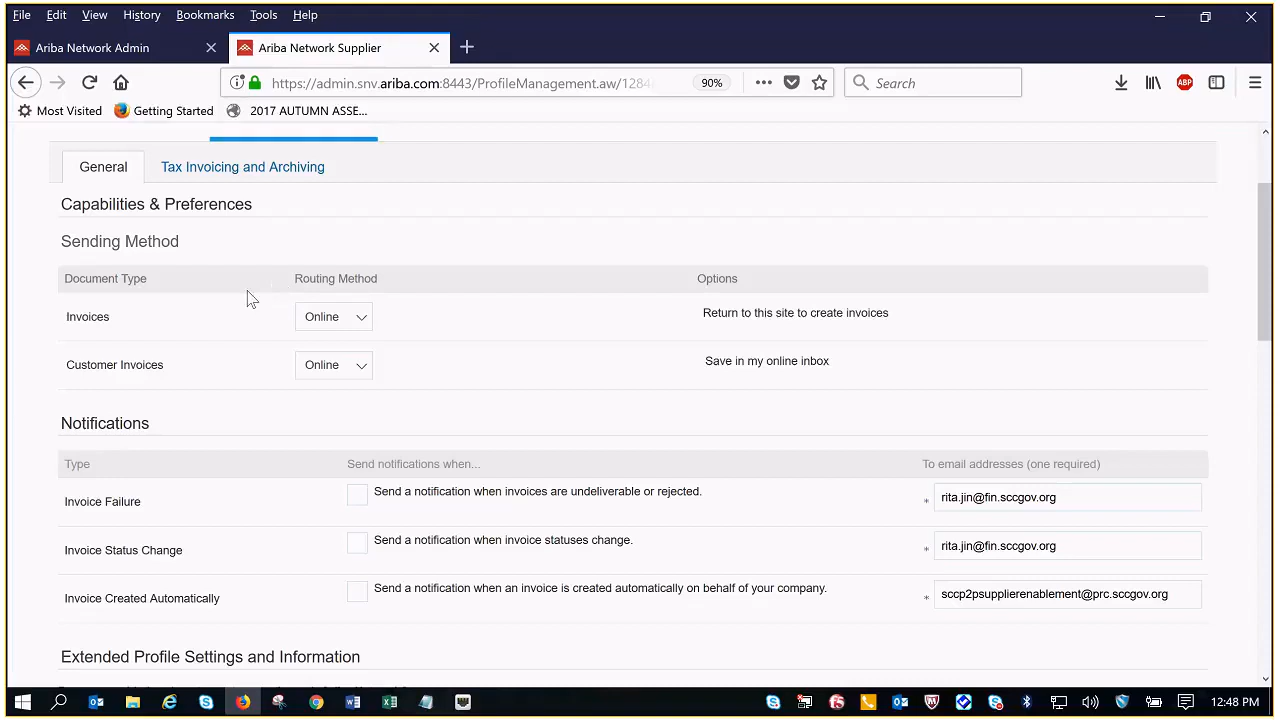 File Edit View History Bookmarks Tools Help
Ariba Network Admin
Ariba Network Supplier
https://admin.snv.ariba.com:8443/ProfileManagement.aw/1284 90% Search
Most Visited Getting Started 2017 AUTUMN ASSE...
General Tax Invoicing and Archiving
Capabilities & Preferences
Sending Method
Document Type Routing Method Options
Invoices Online Return to this site to create invoices
Customer Invoices Online Save in my online inbox
Notifications
Type Send notifications when... To email addresses (one required)
Invoice Failure Send a notification when invoices are undeliverable or rejected. * rita.jin@fin.sccgov.org
Invoice Status Change Send a notification when invoice statuses change. * rita.jin@fin.sccgov.org
Invoice Created Automatically Send a notification when an invoice is created automatically on behalf of your company. * sccp2psupplierenablement@prc.sccgov.org
Extended Profile Settings and Information
12:48 PM